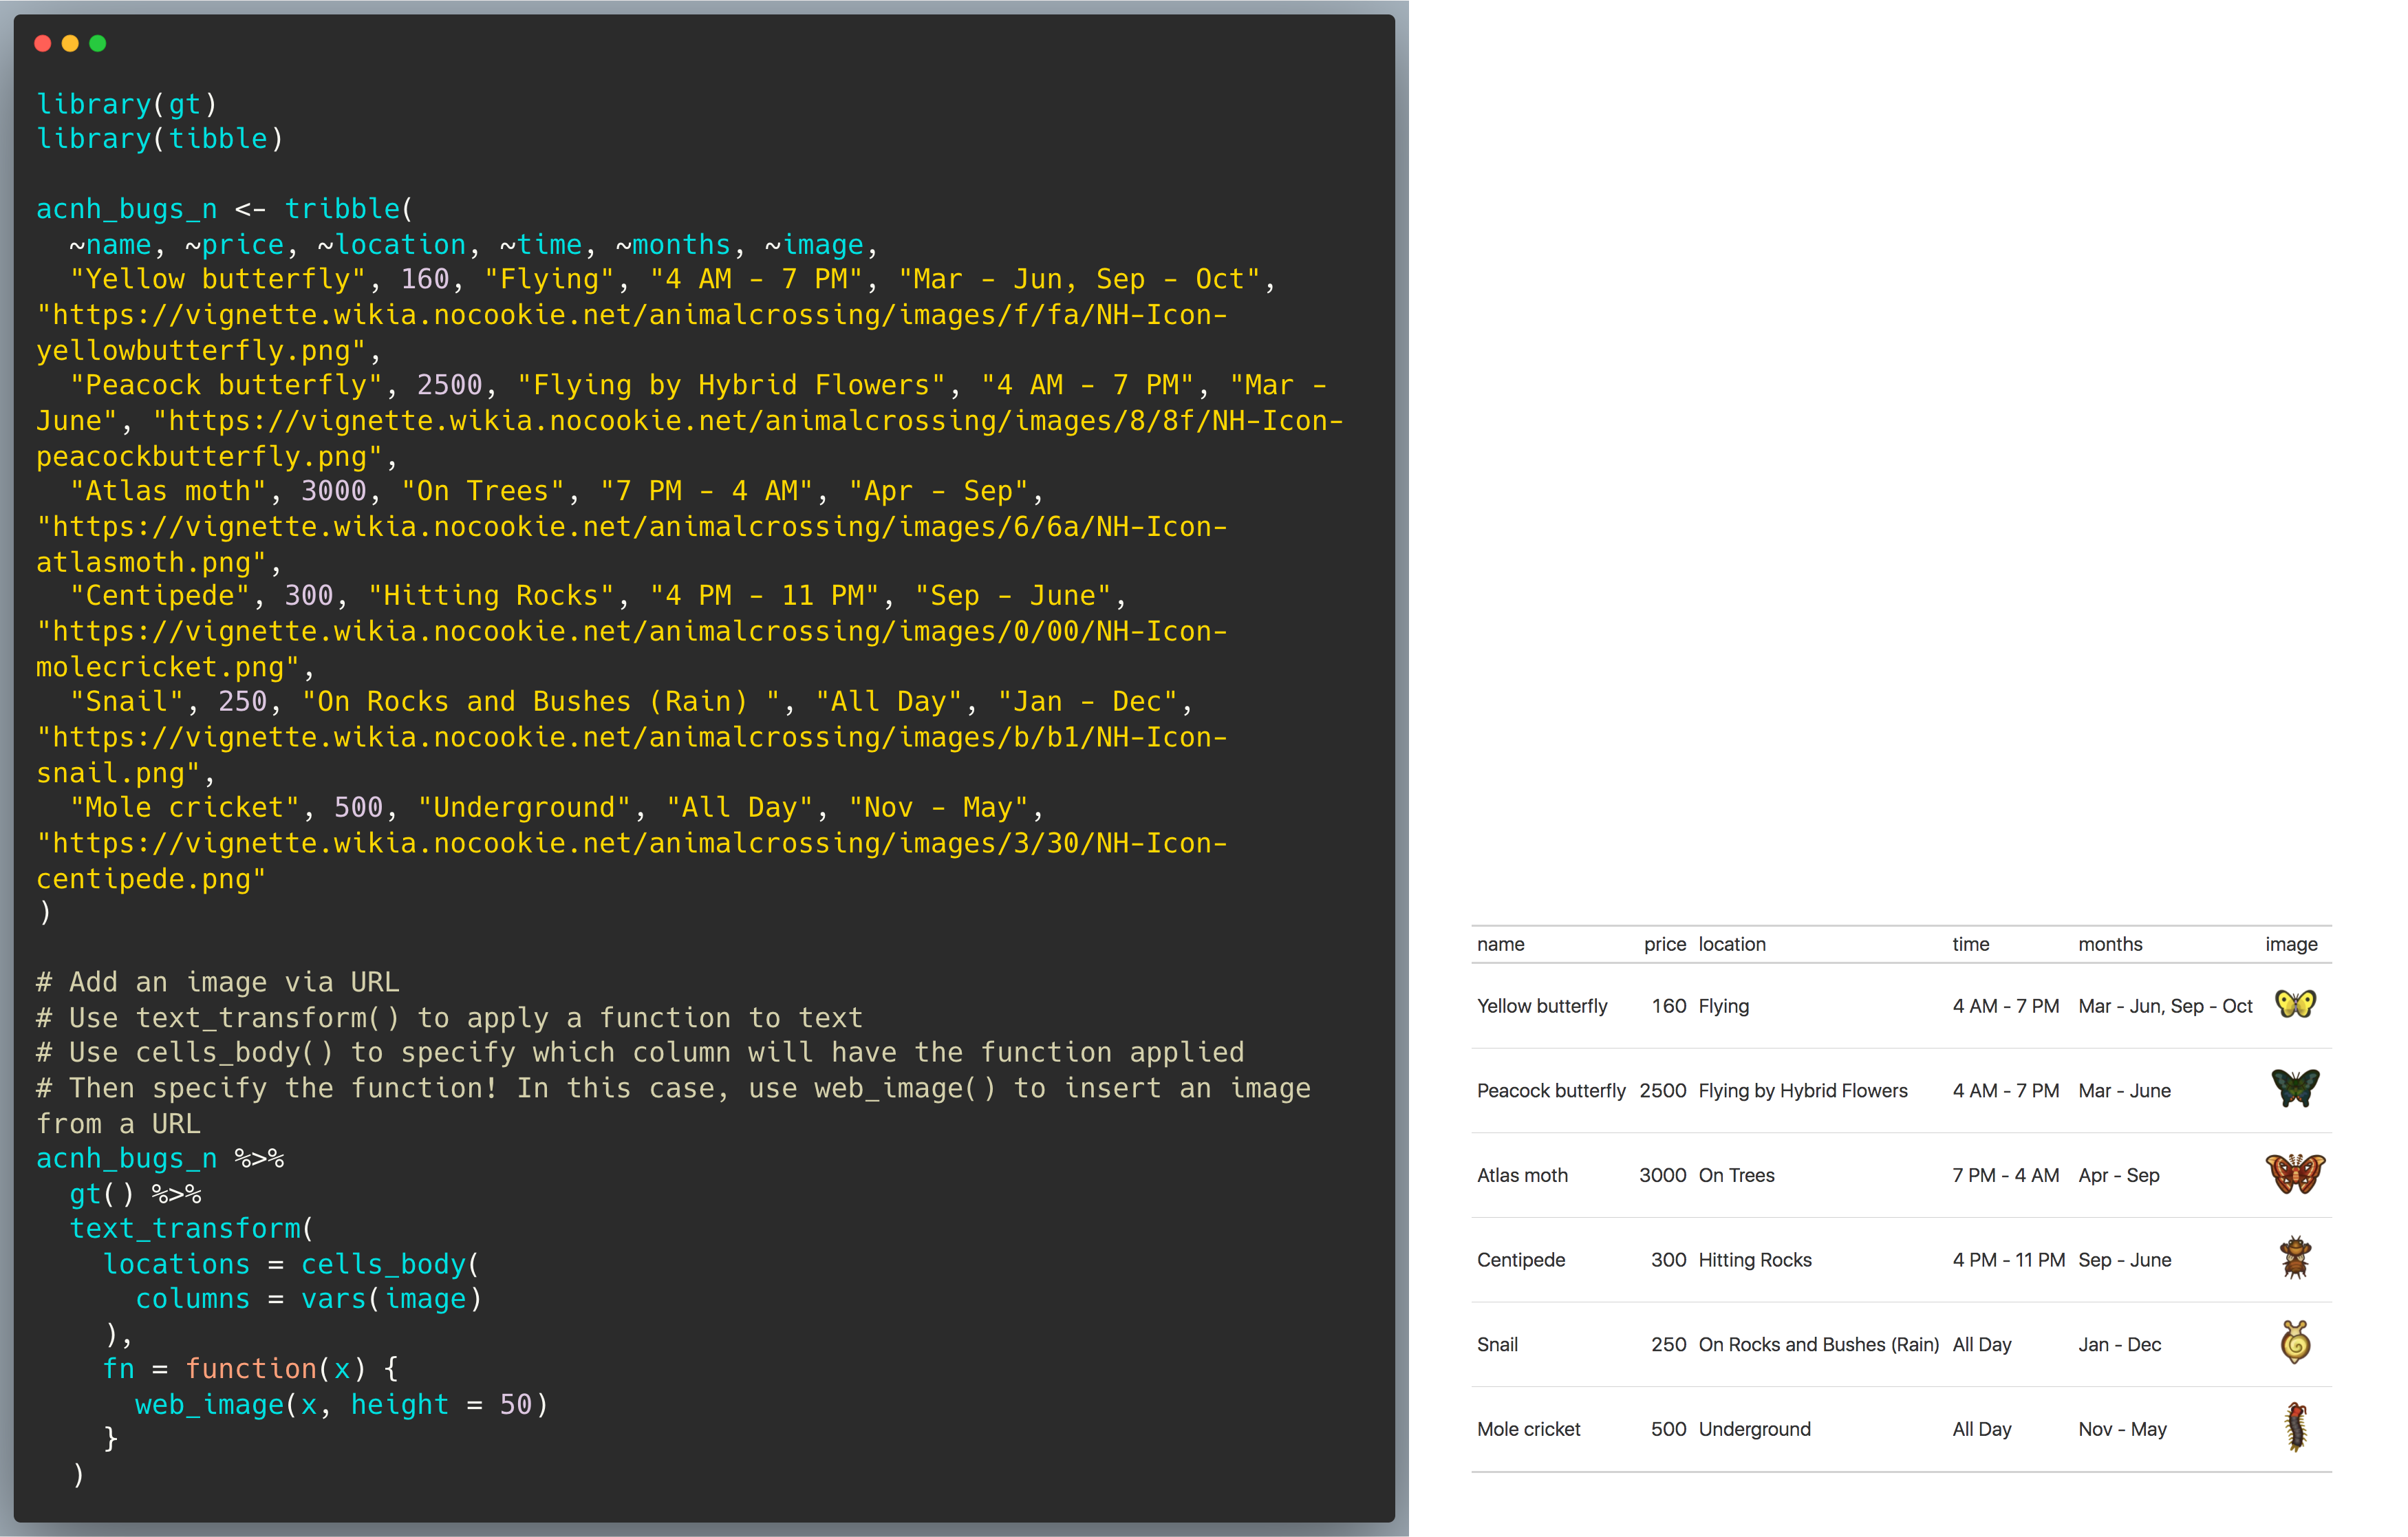 library(gt)
library(tibble)

acnh_bugs_n <- tribble(
  ~name, ~price, ~location, ~time, ~months, ~image,
  "Yellow butterfly", 160, "Flying", "4 AM - 7 PM", "Mar - Jun, Sep - Oct",
"https://vignette.wikia.nocookie.net/animalcrossing/images/f/fa/NH-Icon-
yellowbutterfly.png",
  "Peacock butterfly", 2500, "Flying by Hybrid Flowers", "4 AM - 7 PM", "Mar -
June", "https://vignette.wikia.nocookie.net/animalcrossing/images/8/8f/NH-Icon-
peacockbutterfly.png",
  "Atlas moth", 3000, "On Trees", "7 PM - 4 AM", "Apr - Sep",
"https://vignette.wikia.nocookie.net/animalcrossing/images/6/6a/NH-Icon-
atlasmoth.png",
  "Centipede", 300, "Hitting Rocks", "4 PM - 11 PM", "Sep - June",
"https://vignette.wikia.nocookie.net/animalcrossing/images/0/00/NH-Icon-
molecricket.png",
  "Snail", 250, "On Rocks and Bushes (Rain) ", "All Day", "Jan - Dec",
"https://vignette.wikia.nocookie.net/animalcrossing/images/b/b1/NH-Icon-
snail.png",
  "Mole cricket", 500, "Underground", "All Day", "Nov - May",
"https://vignette.wikia.nocookie.net/animalcrossing/images/3/30/NH-Icon-
centipede.png"
)

# Add an image via URL
# Use text_transform() to apply a function to text
# Use cells_body() to specify which column will have the function applied
# Then specify the function! In this case, use web_image() to insert an image
from a URL
acnh_bugs_n %>%
  gt() %>%
  text_transform(
    locations = cells_body(
      columns = vars(image)
    ),
    fn = function(x) {
      web_image(x, height = 50)
    }
  )

name price location time months image
Yellow butterfly 160 Flying 4 AM - 7 PM Mar - Jun, Sep - Oct
Peacock butterfly 2500 Flying by Hybrid Flowers 4 AM - 7 PM Mar - June
Atlas moth 3000 On Trees 7 PM - 4 AM Apr - Sep
Centipede 300 Hitting Rocks 4 PM - 11 PM Sep - June
Snail 250 On Rocks and Bushes (Rain) All Day Jan - Dec
Mole cricket 500 Underground All Day Nov - May